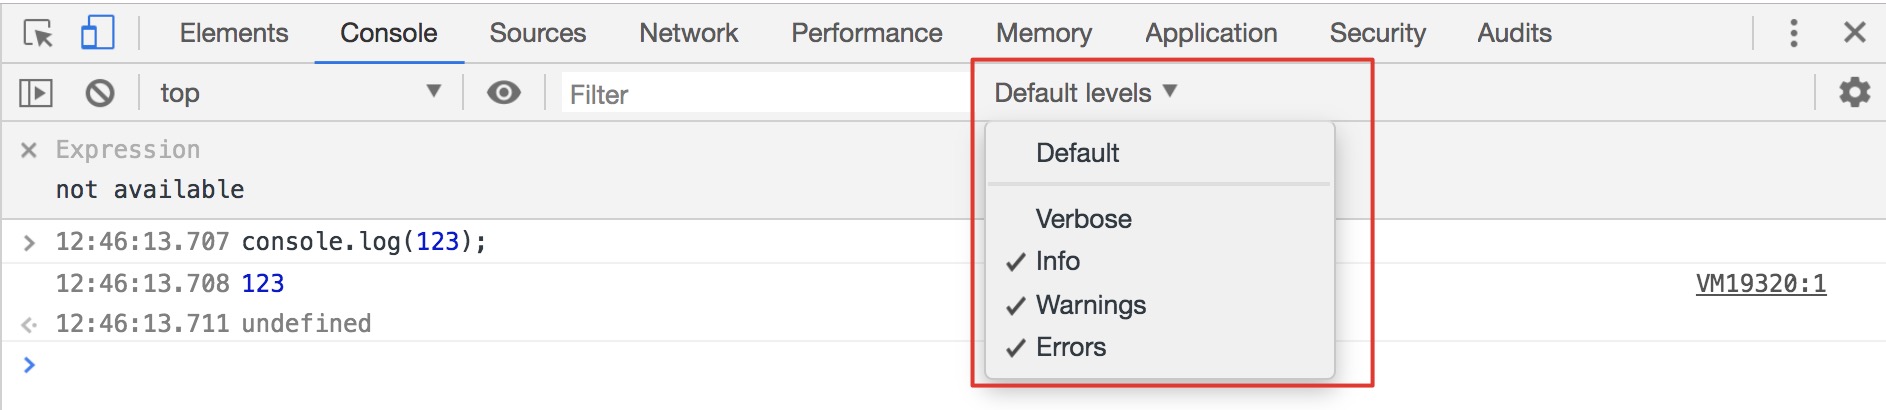 Elements Console Sources Network Performance Memory Application Security Audits
top Filter Default levels
Expression
not available
Default
Verbose
Info
Warnings
Errors
12:46:13.707 console.log(123);
12:46:13.708 123 VM19320:1
12:46:13.711 undefined